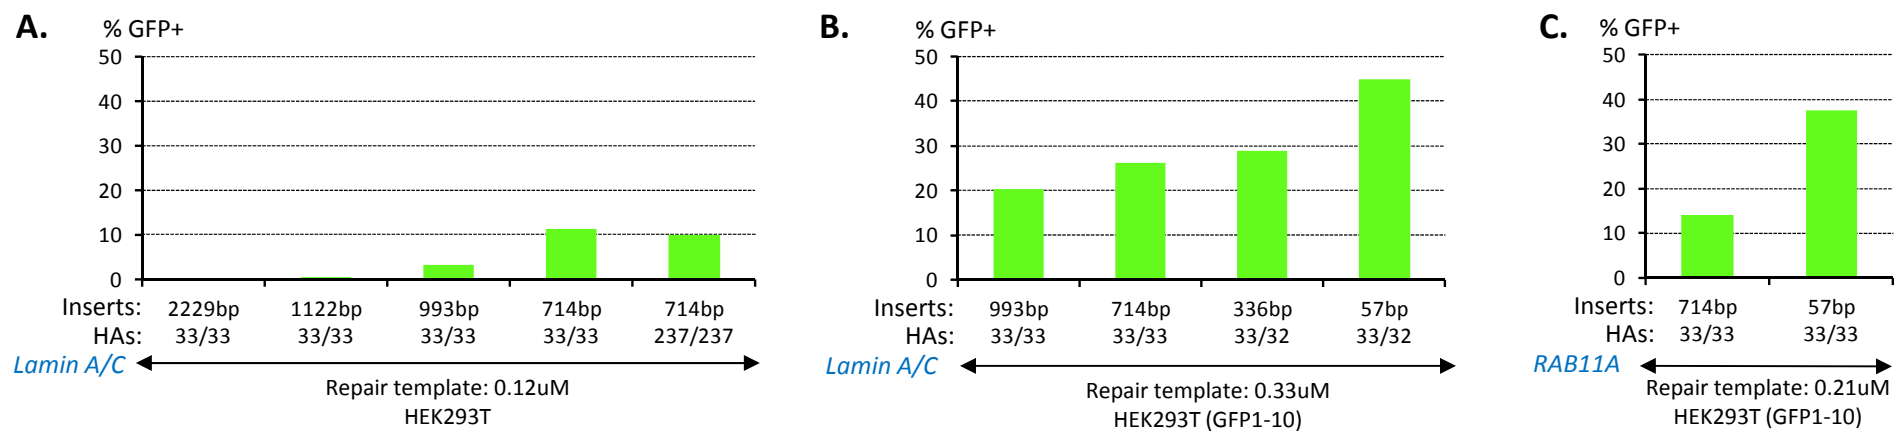 A.
% GFP+
50
40
30
20
10
0
Inserts: 2229bp 1122bp 993bp 714bp 714bp
HAs: 33/33 33/33 33/33 33/33 237/237
Lamin A/C
Repair template: 0.12uM
HEK293T
B.
% GFP+
50
40
30
20
10
0
Inserts: 993bp 714bp 336bp 57bp
HAs: 33/33 33/33 33/32 33/32
Lamin A/C
Repair template: 0.33uM
HEK293T (GFP1-10)
C.
% GFP+
50
40
30
20
10
0
Inserts: 714bp 57bp
HAs: 33/33 33/33
RAB11A
Repair template: 0.21uM
HEK293T (GFP1-10)